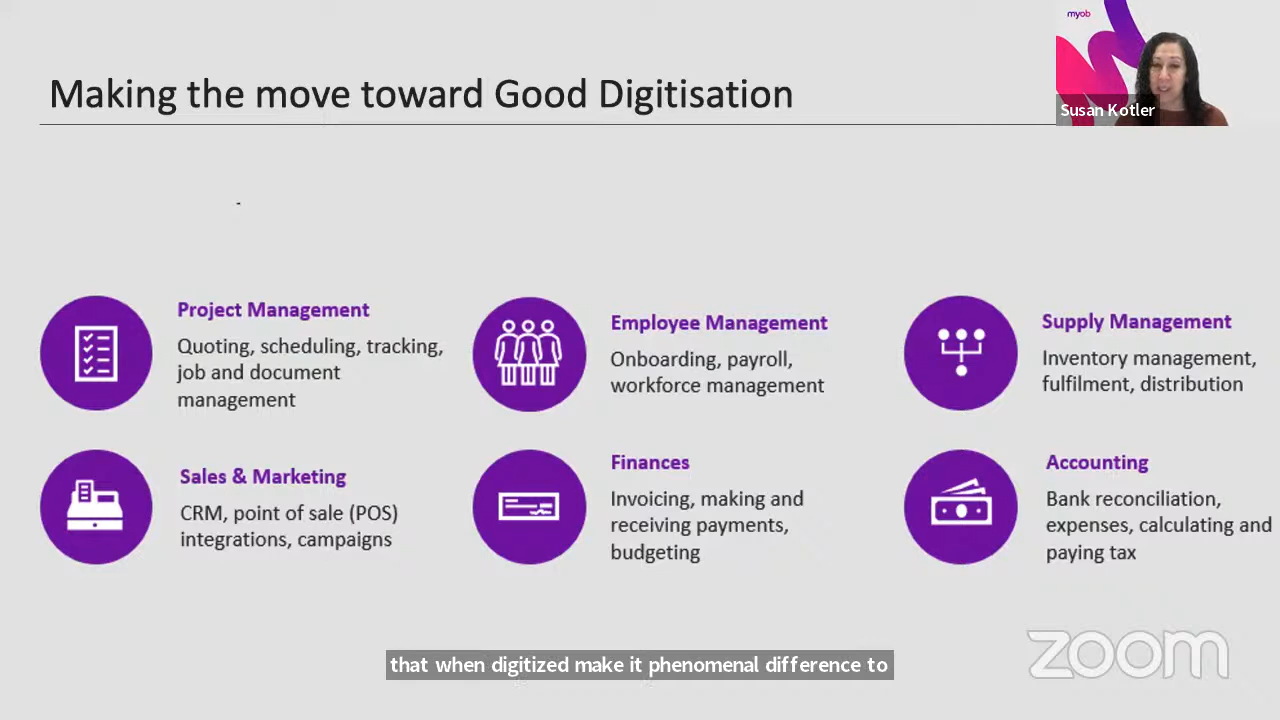 myob
Making the move toward Good Digitisation
Susan Kotler
-
Project Management
Quoting, scheduling, tracking,
job and document
management
Employee Management
Onboarding, payroll,
workforce management
Supply Management
Inventory management,
fulfilment, distribution
Sales & Marketing
CRM, point of sale (POS)
integrations, campaigns
Finances
Invoicing, making and
receiving payments,
budgeting
Accounting
Bank reconciliation,
expenses, calculating and
paying tax
that when digitized make it phenomenal difference to
zoom